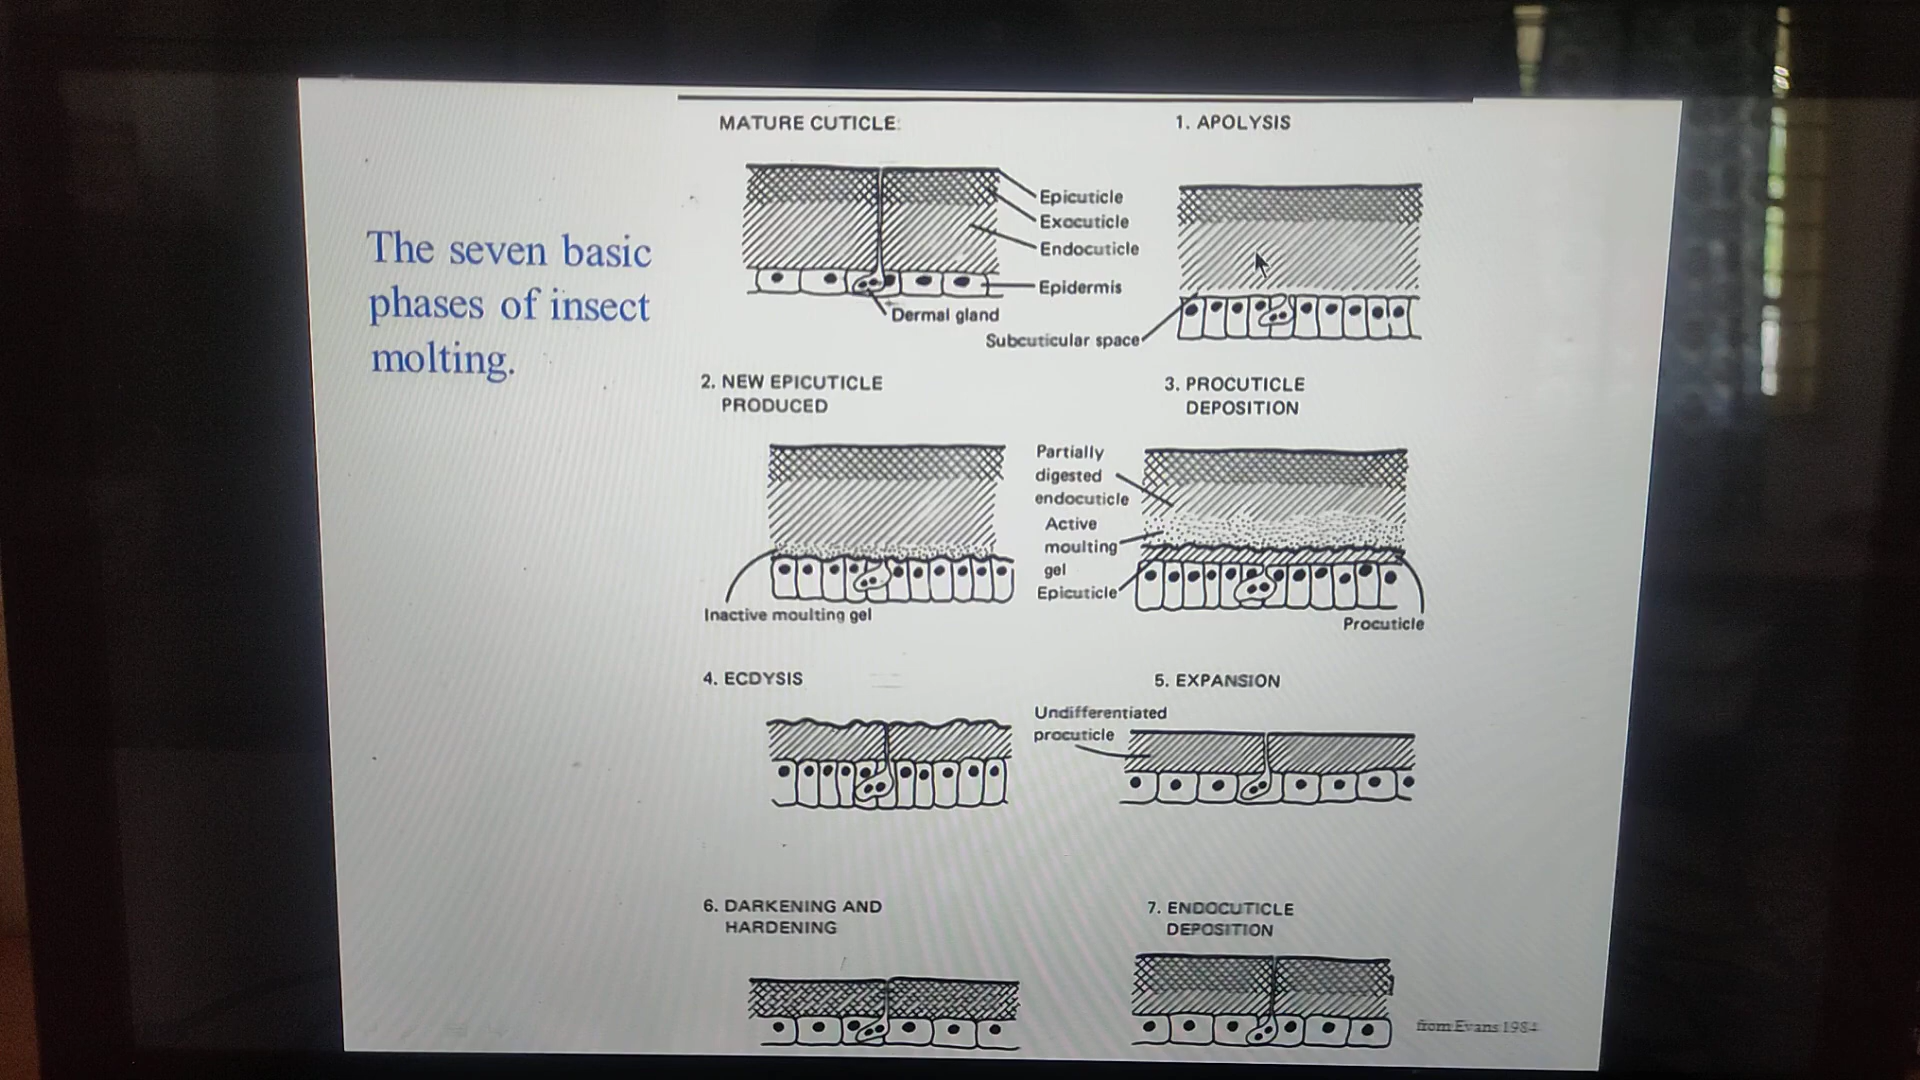 The seven basic
phases of insect
molting.
MATURE CUTICLE:
Epicuticle
Exocuticle
Endocuticle
Epidermis
Dermal gland
1. APOLYSIS
Subcuticular space
2. NEW EPICUTICLE
PRODUCED
Inactive moulting gel
3. PROCUTICLE
DEPOSITION
Partially
digested
endocuticle
Active
moulting
gel
Epicuticle
Procuticle
4. ECDYSIS
5. EXPANSION
Undifferentiated
procuticle
6. DARKENING AND
HARDENING
7. ENDOCUTICLE
DEPOSITION
from Evans 1984